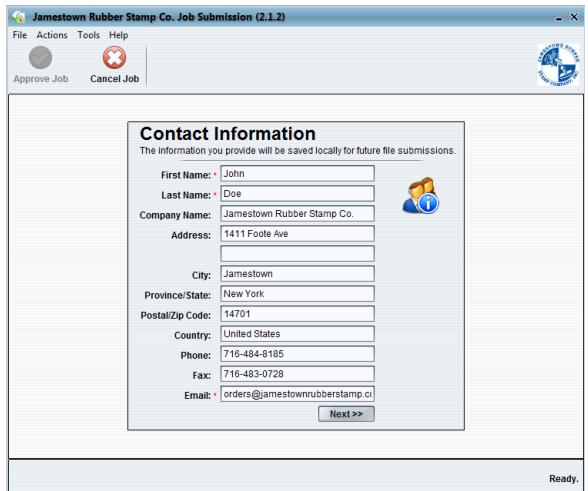 Jamestown Rubber Stamp Co. Job Submission (2.1.2)
File Actions Tools Help
Approve Job Cancel Job
Contact Information
The information you provide will be saved locally for future file submissions.
First Name: * John
Last Name: * Doe
Company Name: Jamestown Rubber Stamp Co.
Address: 1411 Foote Ave
City: Jamestown
Province/State: New York
Postal/Zip Code: 14701
Country: United States
Phone: 716-484-8185
Fax: 716-483-0728
Email: * orders@jamestownrubberstamp.c
Next >>
Ready.